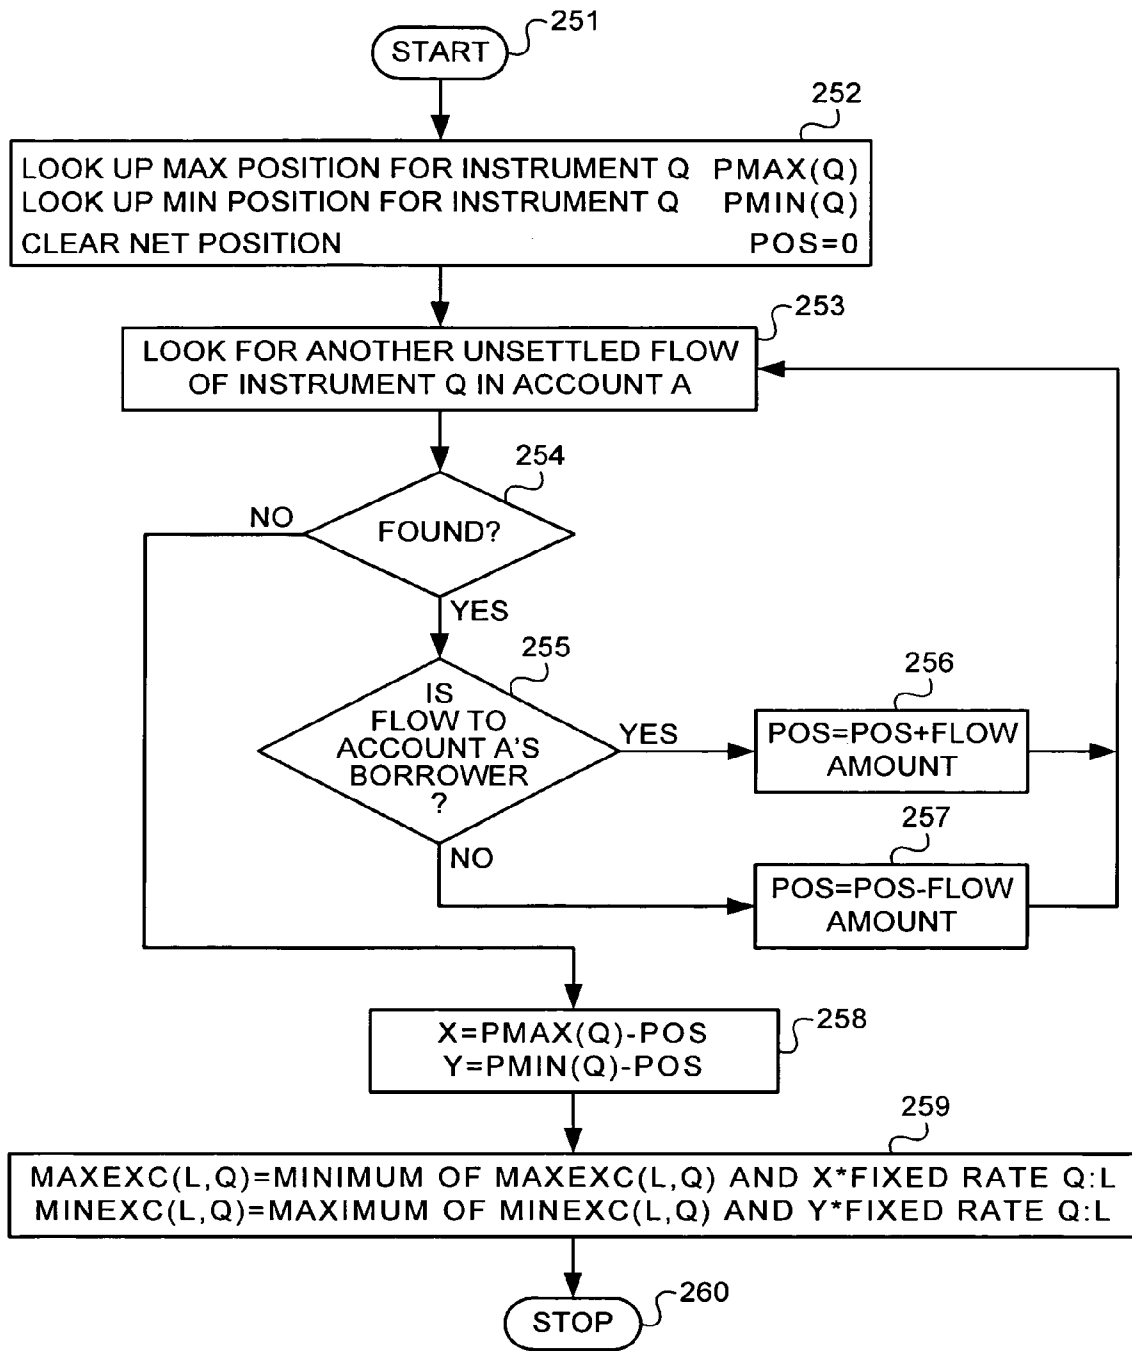 251
START
252
LOOK UP MAX POSITION FOR INSTRUMENT Q PMAX(Q)
LOOK UP MIN POSITION FOR INSTRUMENT Q PMIN(Q)
CLEAR NET POSITION POS=0
253
LOOK FOR ANOTHER UNSETTLED FLOW
OF INSTRUMENT Q IN ACCOUNT A
254
NO
FOUND?
YES
255
IS
FLOW TO
ACCOUNT A'S
BORROWER
?
YES
256
POS=POS+FLOW
AMOUNT
NO
257
POS=POS-FLOW
AMOUNT
258
X=PMAX(Q)-POS
Y=PMIN(Q)-POS
259
MAXEXC(L,Q)=MINIMUM OF MAXEXC(L,Q) AND X*FIXED RATE Q:L
MINEXC(L,Q)=MAXIMUM OF MINEXC(L,Q) AND Y*FIXED RATE Q:L
260
STOP